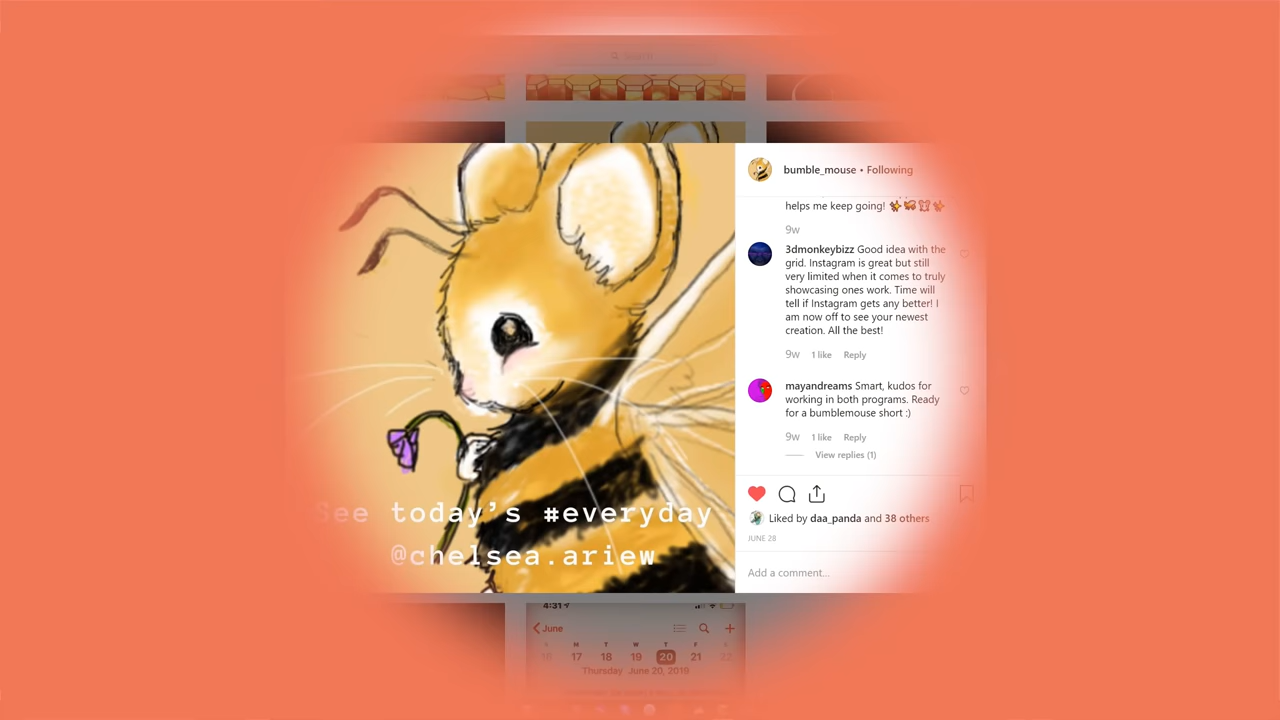 Search
bumble_mouse • Following
helps me keep going!
9w
3dmonkeybizz Good idea with the
grid. Instagram is great but still
very limited when it comes to truly
showcasing ones work. Time will
tell if Instagram gets any better! I
am now off to see your newest
creation. All the best!
9w 1 like Reply
mayandreams Smart, kudos for
working in both programs. Ready
for a bumblemouse short :)
9w 1 like Reply
View replies (1)
Liked by daa_panda and 38 others
JUNE 28
Add a comment...
See today's #everyday
@chelsea.ariew
4:31
June
S M T W T F S
16 17 18 19 20 21 22
Thursday June 20, 2019